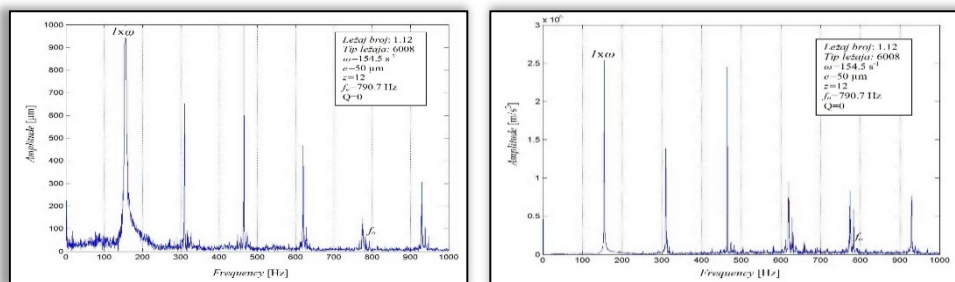 1×ω
Ležaj broj: 1.12
Tip ležaja: 6008
ω=154.5 s⁻¹
e=50 μm
z=12
fₒ=790.7 Hz
Q=0
fₒ
Amplitude [μm]
1000
900
800
700
600
500
400
300
200
100
0
0 100 200 300 400 500 600 700 800 900 1000
Frequency [Hz]
3 × 10⁶
1×ω
Ležaj broj: 1.12
Tip ležaja: 6008
ω=154.5 s⁻¹
e=50 μm
z=12
fₒ=790.7 Hz
Q=0
fₒ
Amplitude [m/s²]
2.5
2
1.5
1
0.5
0
0 100 200 300 400 500 600 700 800 900 1000
Frequency [Hz]